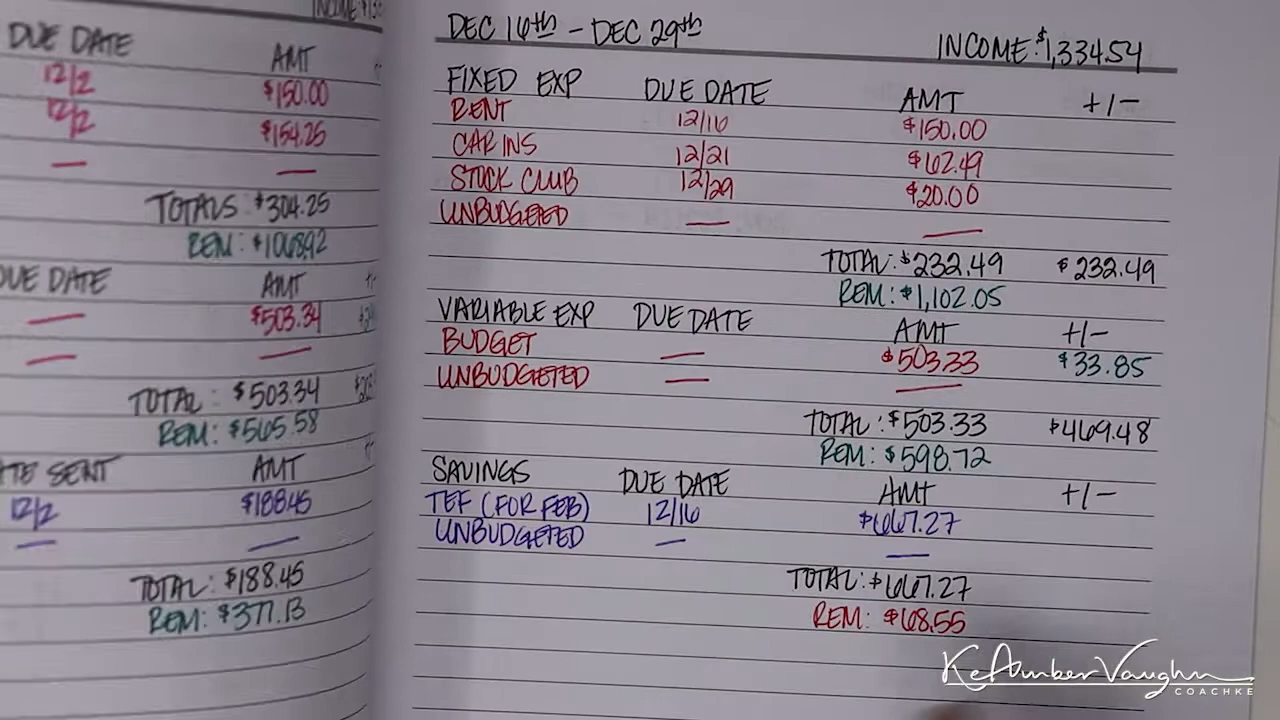 INCOME $13
DUE DATE AMT
12/2 $150.00
12/2 $154.25
— —
TOTALS: $304.25
REM: $1068.92
DUE DATE AMT
— $503.34
— —
TOTAL: $503.34
REM: $565.58
ATE SENT AMT
12/2 $188.45
— —
TOTAL: $188.45
REM: $377.13
DEC 16th - DEC 29th INCOME: $1,334.54
FIXED EXP DUE DATE AMT +/-
RENT 12/16 $150.00
CAR INS 12/21 $62.49
STOCK CLUB 12/29 $20.00
UNBUDGETED — —
TOTAL: $232.49 $232.49
REM: $1,102.05
VARIABLE EXP DUE DATE AMT +/-
BUDGET — $503.33 $33.85
UNBUDGETED — —
TOTAL: $503.33 $469.48
REM: $598.72
SAVINGS DUE DATE AMT +/-
TEF (FOR FEB) 12/16 $667.27
UNBUDGETED — —
TOTAL: $667.27
REM: $68.55
KeAmber Vaughn
COACHKE